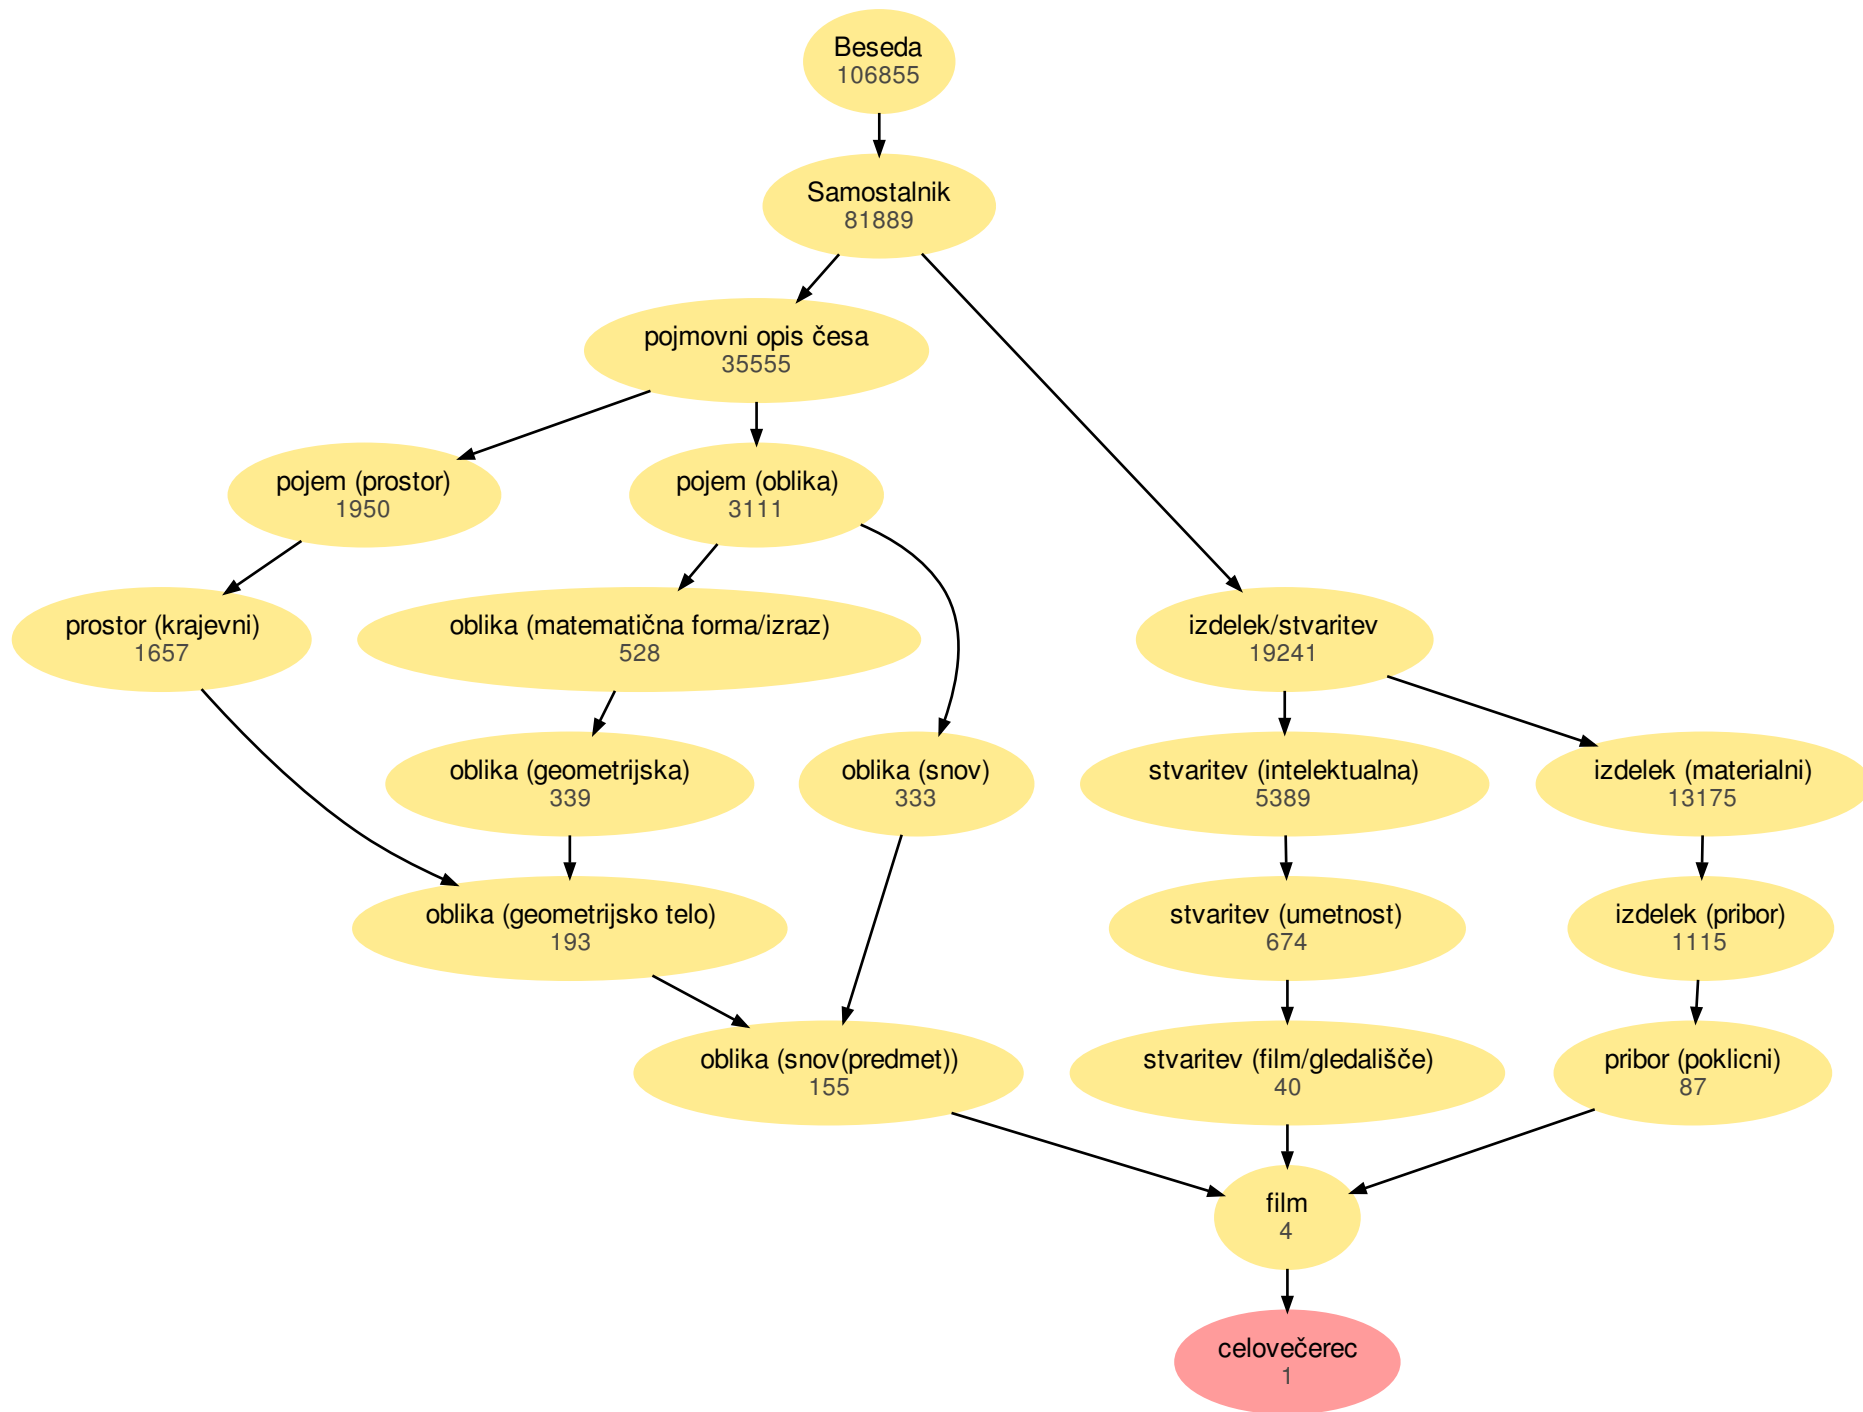 Beseda
106855
Samostalnik
81889
pojmovni opis česa
35555
pojem (prostor)
1950
pojem (oblika)
3111
prostor (krajevni)
1657
oblika (matematična forma/izraz)
528
izdelek/stvaritev
19241
oblika (geometrijska)
339
oblika (snov)
333
stvaritev (intelektualna)
5389
izdelek (materialni)
13175
oblika (geometrijsko telo)
193
stvaritev (umetnost)
674
izdelek (pribor)
1115
oblika (snov(predmet))
155
stvaritev (film/gledališče)
40
pribor (poklicni)
87
film
4
celovečerec
1